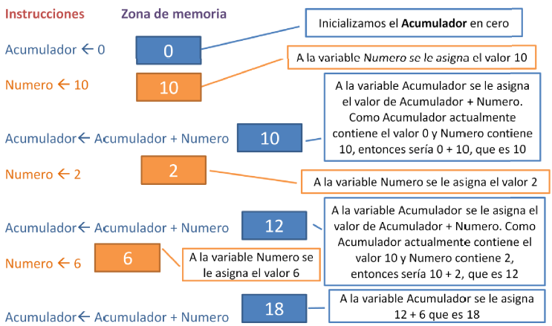 Instrucciones
Zona de memoria
Acumulador ← 0
0
Inicializamos el Acumulador en cero
Numero ← 10
10
A la variable Numero se le asigna el valor 10
Acumulador← Acumulador + Numero
10
A la variable Acumulador se le asigna
el valor de Acumulador + Numero.
Como Acumulador actualmente
contiene el valor 0 y Numero contiene
10, entonces sería 0 + 10, que es 10
Numero ← 2
2
A la variable Numero se le asigna el valor 2
Acumulador← Acumulador + Numero
12
A la variable Acumulador se le asigna el
valor de Acumulador + Numero. Como
Acumulador actualmente contiene el
valor 10 y Numero contiene 2,
entonces sería 10 + 2, que es 12
Numero ← 6
6
A la variable Numero se
le asigna el valor 6
Acumulador← Acumulador + Numero
18
A la variable Acumulador se le asigna
12 + 6 que es 18